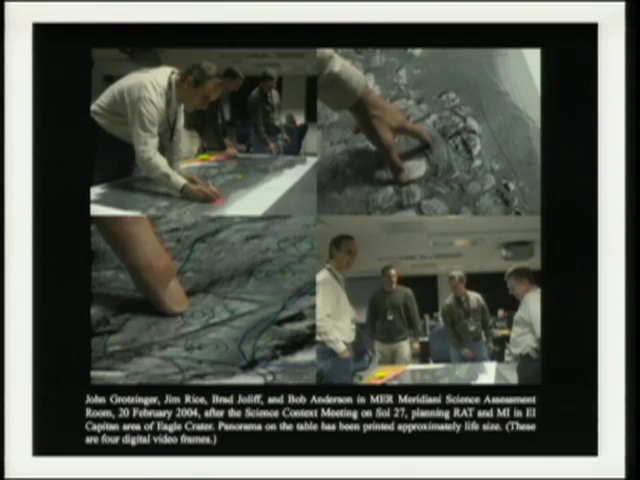 John Grotzinger, Jim Rice, Brad Joliff, and Bob Anderson in MER Meridiani Science Assessment
Room, 20 February 2004, after the Science Context Meeting on Sol 27, planning RAT and MI in El
Capitan area of Eagle Crater. Panorama on the table has been printed approximately life size. (These
are four digital video frames.)